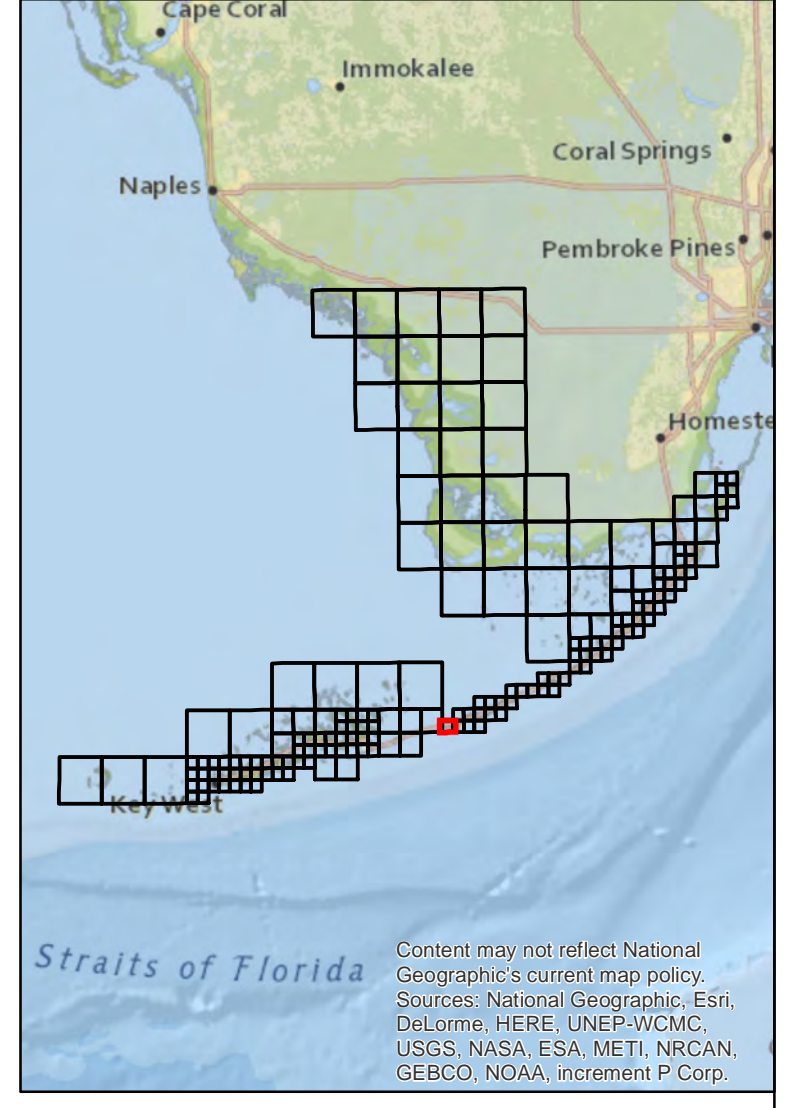 Cape Coral
Immokalee
Coral Springs
Naples
Pembroke Pines
Homeste
Key West
Straits of Florida
Content may not reflect National
Geographic's current map policy.
Sources: National Geographic, Esri,
DeLorme, HERE, UNEP-WCMC,
USGS, NASA, ESA, METI, NRCAN,
GEBCO, NOAA, increment P Corp.